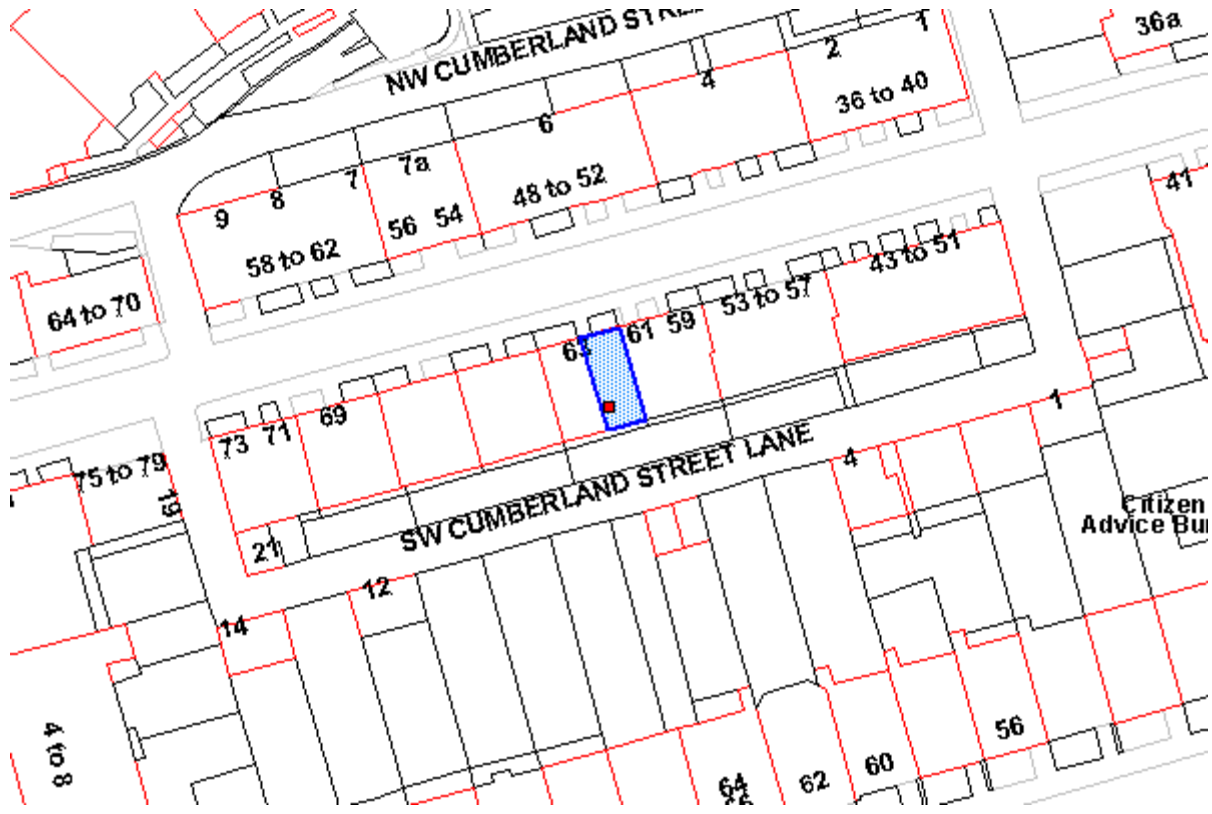 NW CUMBERLAND STRE
1
36a
2
4
36 to 40
6
7a
7
48 to 52
8
9
56
54
58 to 62
41
43 to 51
53 to 57
64 to 70
59
61
63
69
71
73
1
SW CUMBERLAND STREET LANE
4
75 to 79
19
Citizen
Advice Bu
21
12
14
4 to 8
56
60
62
64